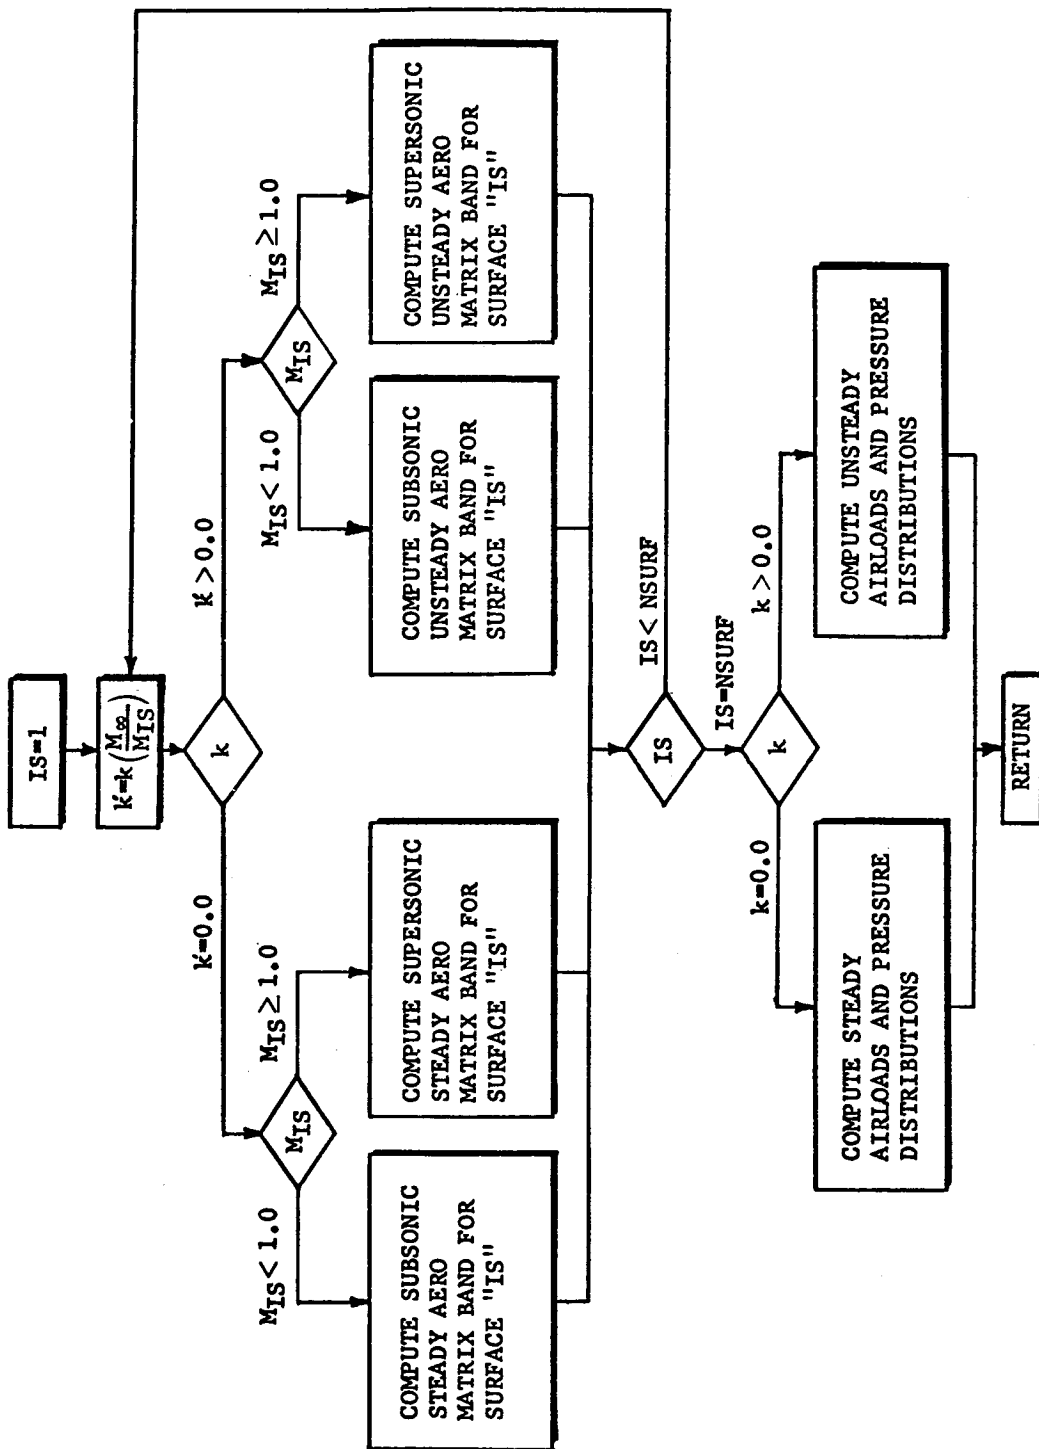 IS=1
k′=k(M∞/MIS)
k
k′=0.0
k′>0.0
MIS
MIS<1.0
MIS≥1.0
MIS
MIS<1.0
MIS≥1.0
COMPUTE SUBSONIC
STEADY AERO
MATRIX BAND FOR
SURFACE "IS"
COMPUTE SUPERSONIC
STEADY AERO
MATRIX BAND FOR
SURFACE "IS"
COMPUTE SUBSONIC
UNSTEADY AERO
MATRIX BAND FOR
SURFACE "IS"
COMPUTE SUPERSONIC
UNSTEADY AERO
MATRIX BAND FOR
SURFACE "IS"
IS
IS<NSURF
IS=NSURF
k
k=0.0
k>0.0
COMPUTE STEADY
AIRLOADS AND PRESSURE
DISTRIBUTIONS
COMPUTE UNSTEADY
AIRLOADS AND PRESSURE
DISTRIBUTIONS
RETURN